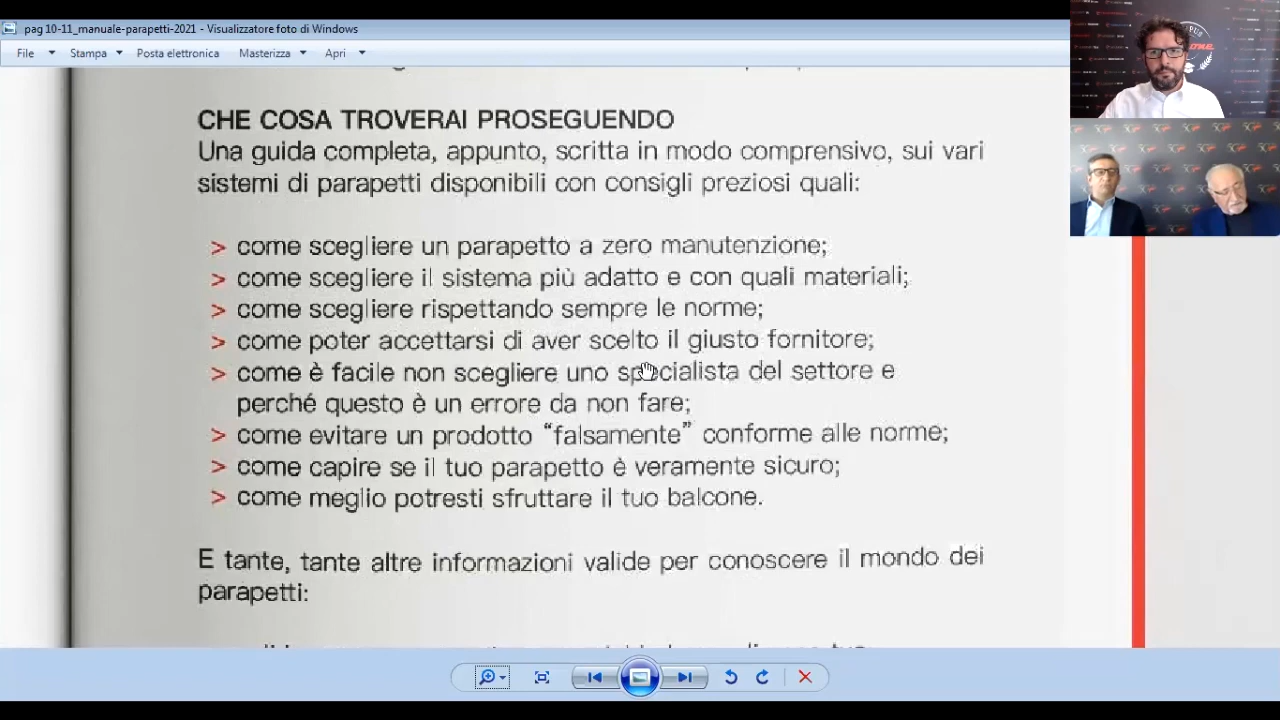 pag 10-11_manuale-parapetti-2021 - Visualizzatore foto di Windows
File Stampa Posta elettronica Masterizza Apri
CHE COSA TROVERAI PROSEGUENDO
Una guida completa, appunto, scritta in modo comprensivo, sui vari
sistemi di parapetti disponibili con consigli preziosi quali:
> come scegliere un parapetto a zero manutenzione;
> come scegliere il sistema più adatto e con quali materiali;
> come scegliere rispettando sempre le norme;
> come poter accettarsi di aver scelto il giusto fornitore;
> come è facile non scegliere uno specialista del settore e
perché questo è un errore da non fare;
> come evitare un prodotto “falsamente” conforme alle norme;
> come capire se il tuo parapetto è veramente sicuro;
> come meglio potresti sfruttare il tuo balcone.
E tante, tante altre informazioni valide per conoscere il mondo dei
parapetti: